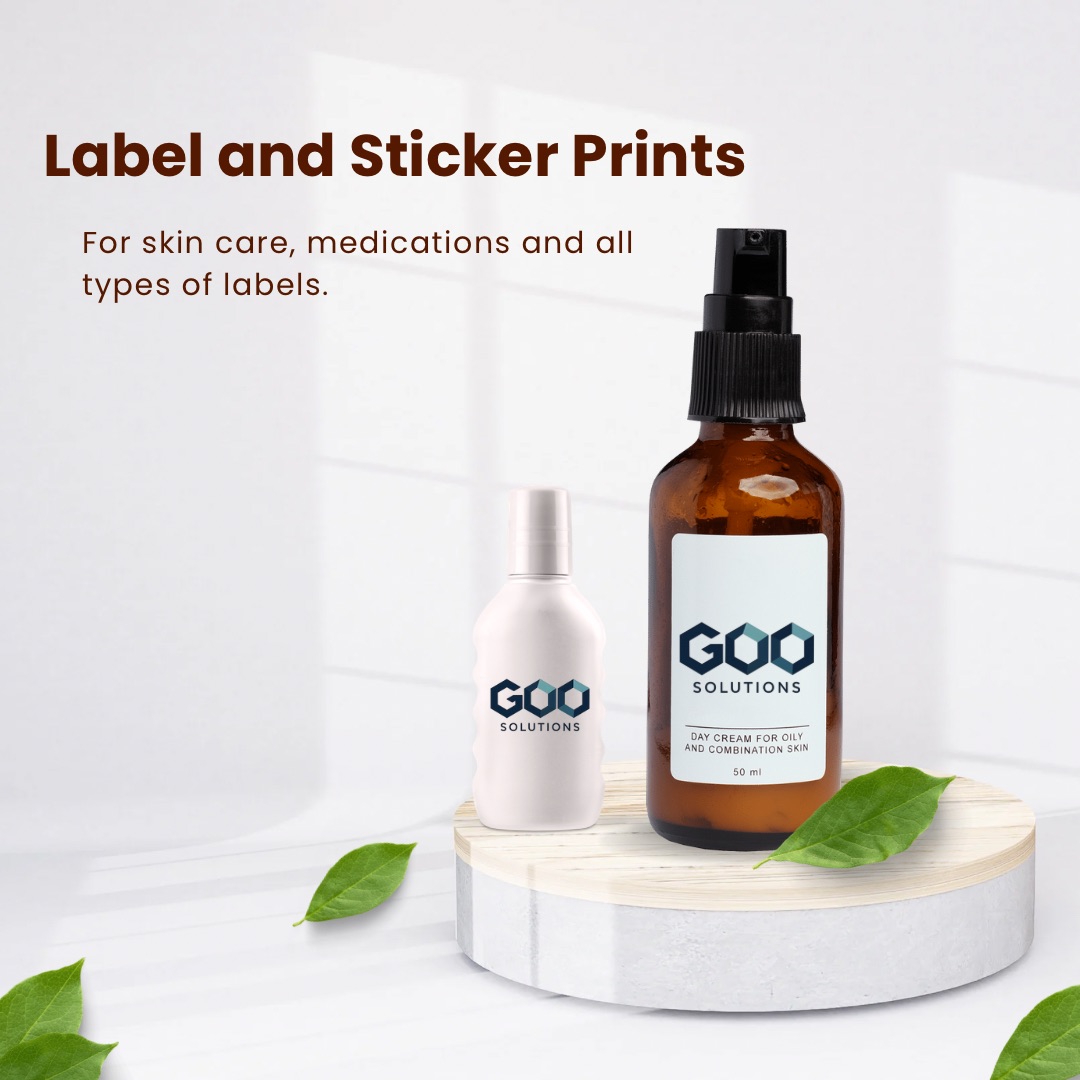 Label and Sticker Prints
For skin care, medications and all
types of labels.
GOO
SOLUTIONS
DAY CREAM FOR OILY
AND COMBINATION SKIN
50 ml
GOO
SOLUTIONS